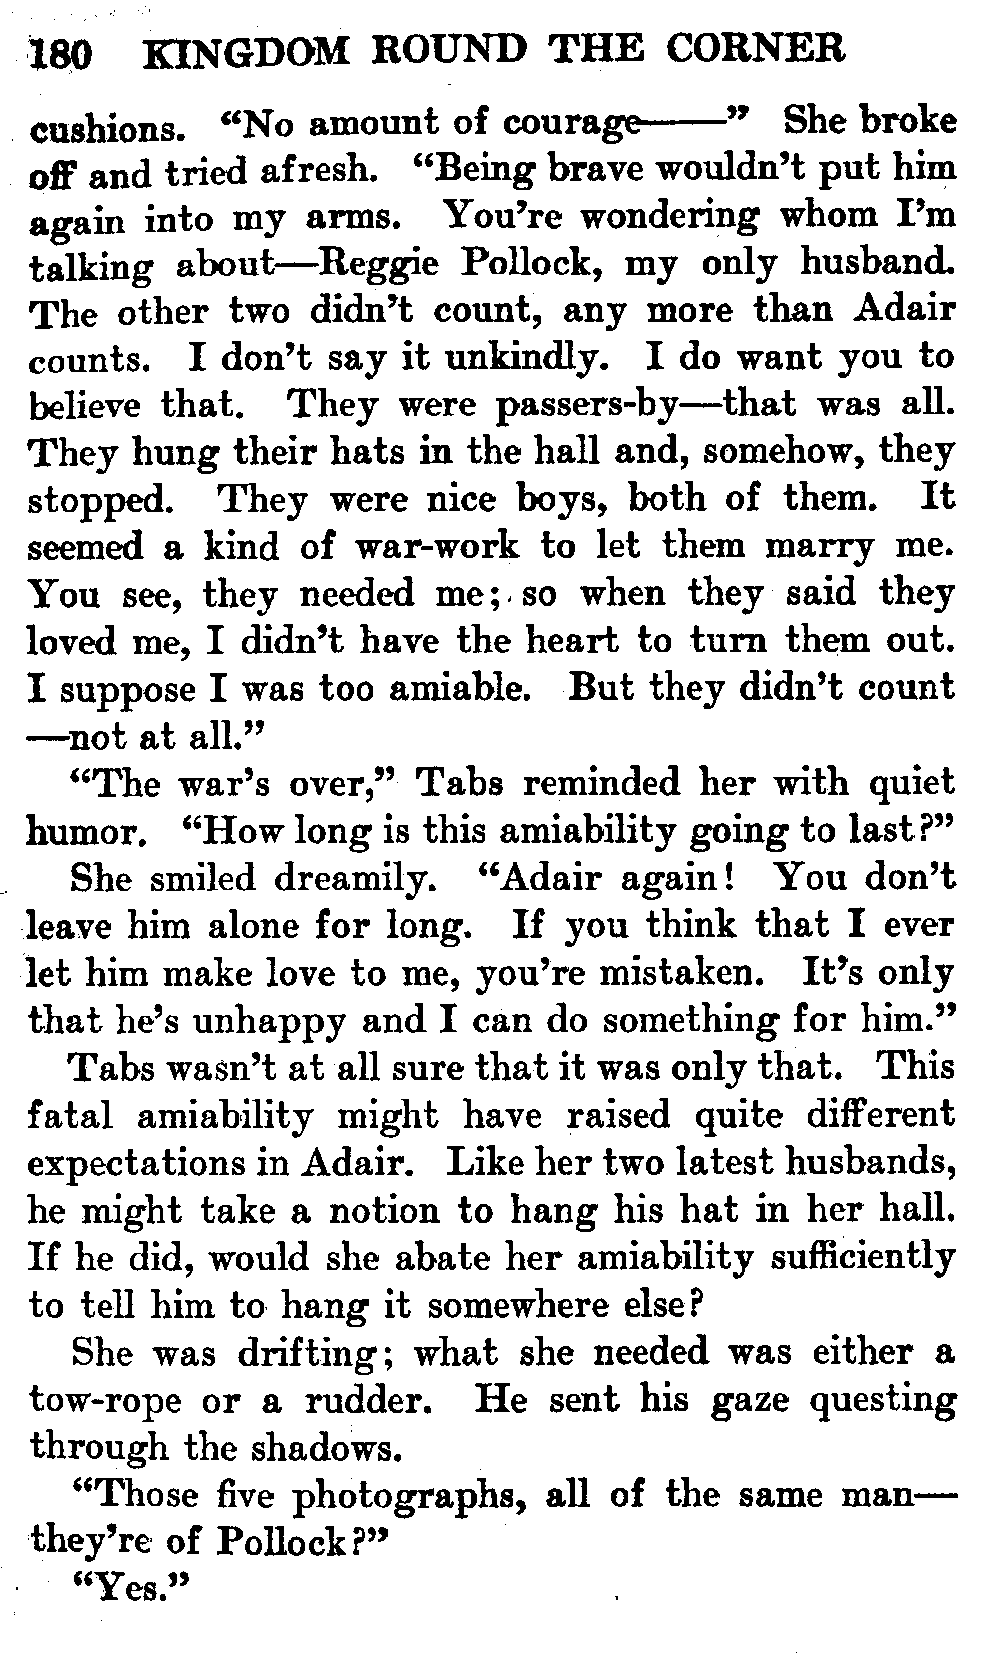 180 KINGDOM ROUND THE CORNER
cushions. “No amount of courage——” She broke
off and tried afresh. “Being brave wouldn’t put him
again into my arms. You’re wondering whom I’m
talking about—Reggie Pollock, my only husband.
The other two didn’t count, any more than Adair
counts. I don’t say it unkindly. I do want you to
believe that. They were passers-by—that was all.
They hung their hats in the hall and, somehow, they
stopped. They were nice boys, both of them. It
seemed a kind of war-work to let them marry me.
You see, they needed me; so when they said they
loved me, I didn’t have the heart to turn them out.
I suppose I was too amiable. But they didn’t count
—not at all.”
“The war’s over,” Tabs reminded her with quiet
humor. “How long is this amiability going to last?”
She smiled dreamily. “Adair again! You don’t
leave him alone for long. If you think that I ever
let him make love to me, you’re mistaken. It’s only
that he’s unhappy and I can do something for him.”
Tabs wasn’t at all sure that it was only that. This
fatal amiability might have raised quite different
expectations in Adair. Like her two latest husbands,
he might take a notion to hang his hat in her hall.
If he did, would she abate her amiability sufficiently
to tell him to hang it somewhere else?
She was drifting; what she needed was either a
tow-rope or a rudder. He sent his gaze questing
through the shadows.
“Those five photographs, all of the same man—
they’re of Pollock?”
“Yes.”